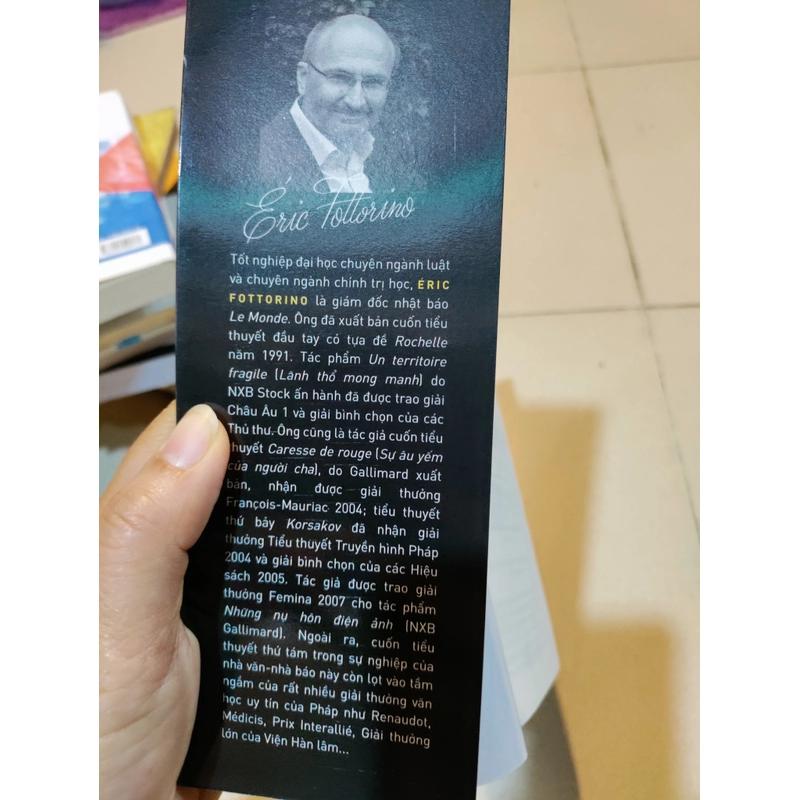 Éric Fottorino
Tốt nghiệp đại học chuyên ngành luật
và chuyên ngành chính trị học, ÉRIC
FOTTORINO là giám đốc nhật báo
Le Monde. Ông đã xuất bản cuốn tiểu
thuyết đầu tay có tựa đề Rochelle
năm 1991. Tác phẩm Un territoire
fragile (Lãnh thổ mong manh) do
NXB Stock ấn hành đã được trao giải
Châu Âu 1 và giải bình chọn của các
Thủ thư. Ông cũng là tác giả cuốn tiểu
thuyết Caresse de rouge (Sự âu yếm
của người cha), do Gallimard xuất
bản, nhận được giải thưởng
François-Mauriac 2004; tiểu thuyết
thứ bảy Korsakov đã nhận giải
thưởng Tiểu thuyết Truyền hình Pháp
2004 và giải bình chọn của các Hiệu
sách 2005. Tác giả được trao giải
thưởng Femina 2007 cho tác phẩm
Những nụ hôn điện ảnh (NXB
Gallimard). Ngoài ra, cuốn tiểu
thuyết thứ tám trong sự nghiệp của
nhà văn-nhà báo này còn lọt vào tầm
ngắm của rất nhiều giải thưởng văn
học uy tín của Pháp như Renaudot,
Médicis, Prix Interallié, Giải thưởng
lớn của Viện Hàn lâm...